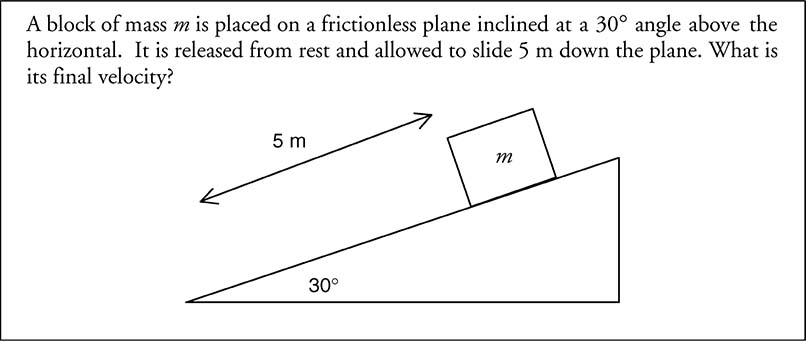 A block of mass m is placed on a frictionless plane inclined at a 30° angle above the
horizontal. It is released from rest and allowed to slide 5 m down the plane. What is
its final velocity?
5 m
m
30°